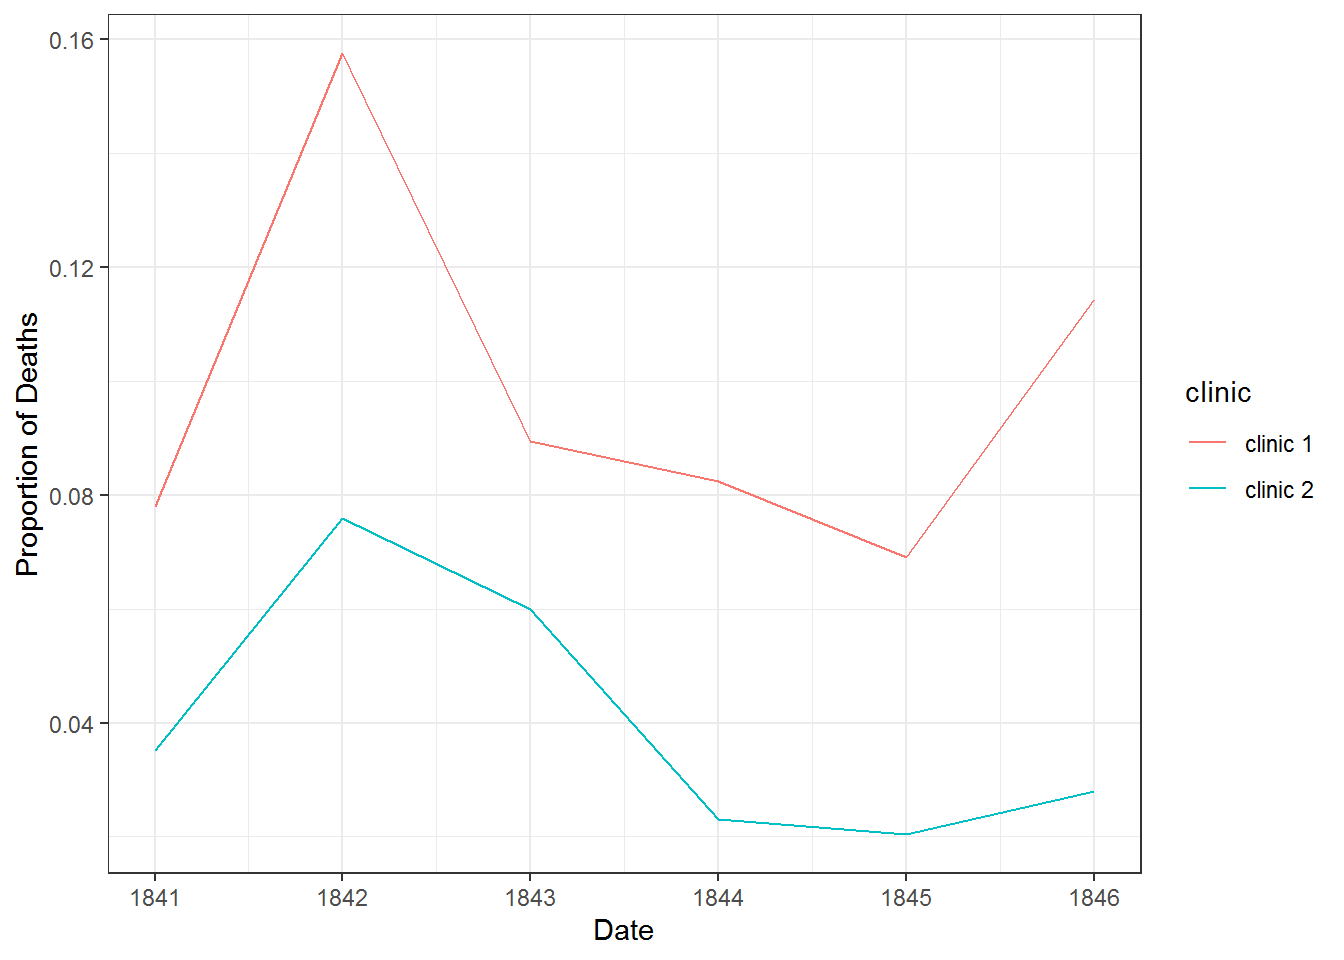 0.16
0.12
0.08
0.04
Proportion of Deaths
1841 1842 1843 1844 1845 1846
Date
clinic
clinic 1
clinic 2